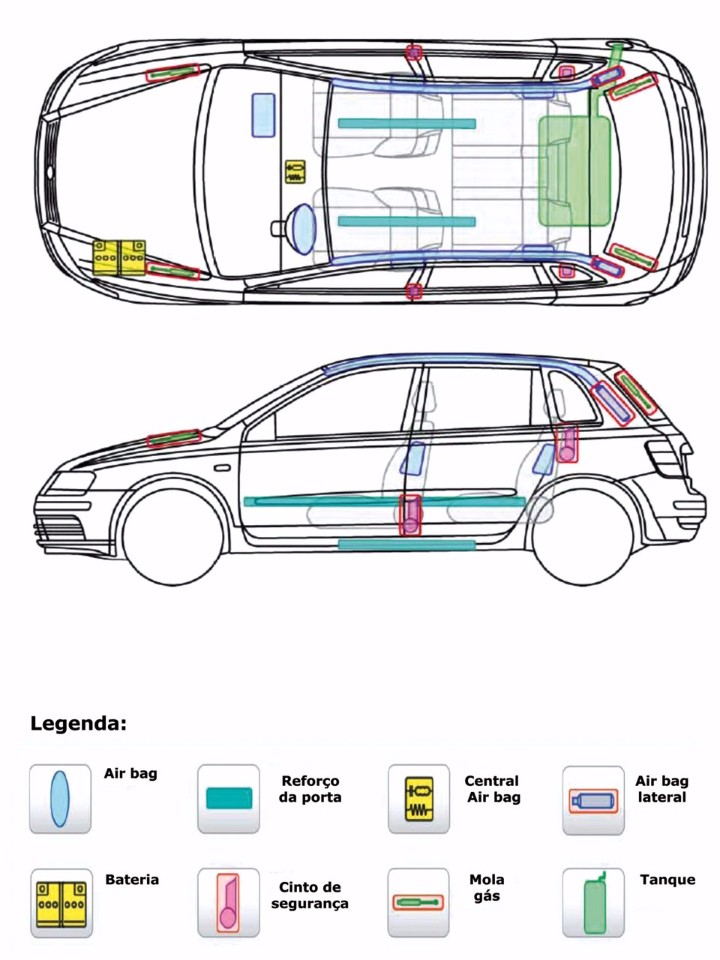 Legenda:
Air bag
Reforço
da porta
Central
Air bag
Air bag
lateral
Bateria
Cinto de
segurança
Mola
gás
Tanque